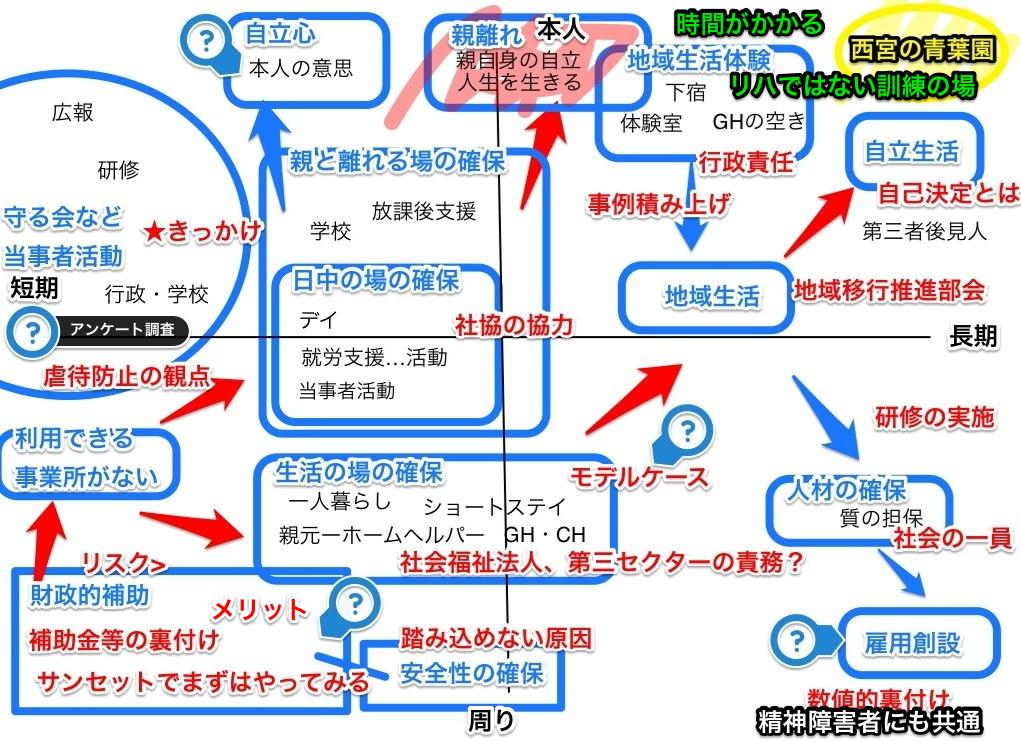 時間がかかる
自立心
本人の意思
親離れ
本人
親自身の自立
人生を生きる
地域生活体験
下宿
体験室
GHの空き
西宮の青葉園
リハではない訓練の場
広報
研修
守る会など
当事者活動
★きっかけ
行政・学校
短期
アンケート調査
親と離れる場の確保
放課後支援
学校
日中の場の確保
デイ
就労支援…活動
当事者活動
社協の協力
行政責任
事例積み上げ
自立生活
自己決定とは
第三者後見人
地域生活
地域移行推進部会
長期
虐待防止の観点
利用できる
事業所がない
生活の場の確保
一人暮らし
ショートステイ
親元ーホームヘルパー
GH・CH
社会福祉法人、第三セクターの責務？
モデルケース
研修の実施
人材の確保
質の担保
社会の一員
リスク>
財政的補助
メリット
補助金等の裏付け
サンセットでまずはやってみる
踏み込めない原因
安全性の確保
周り
雇用創設
数値的裏付け
精神障害者にも共通